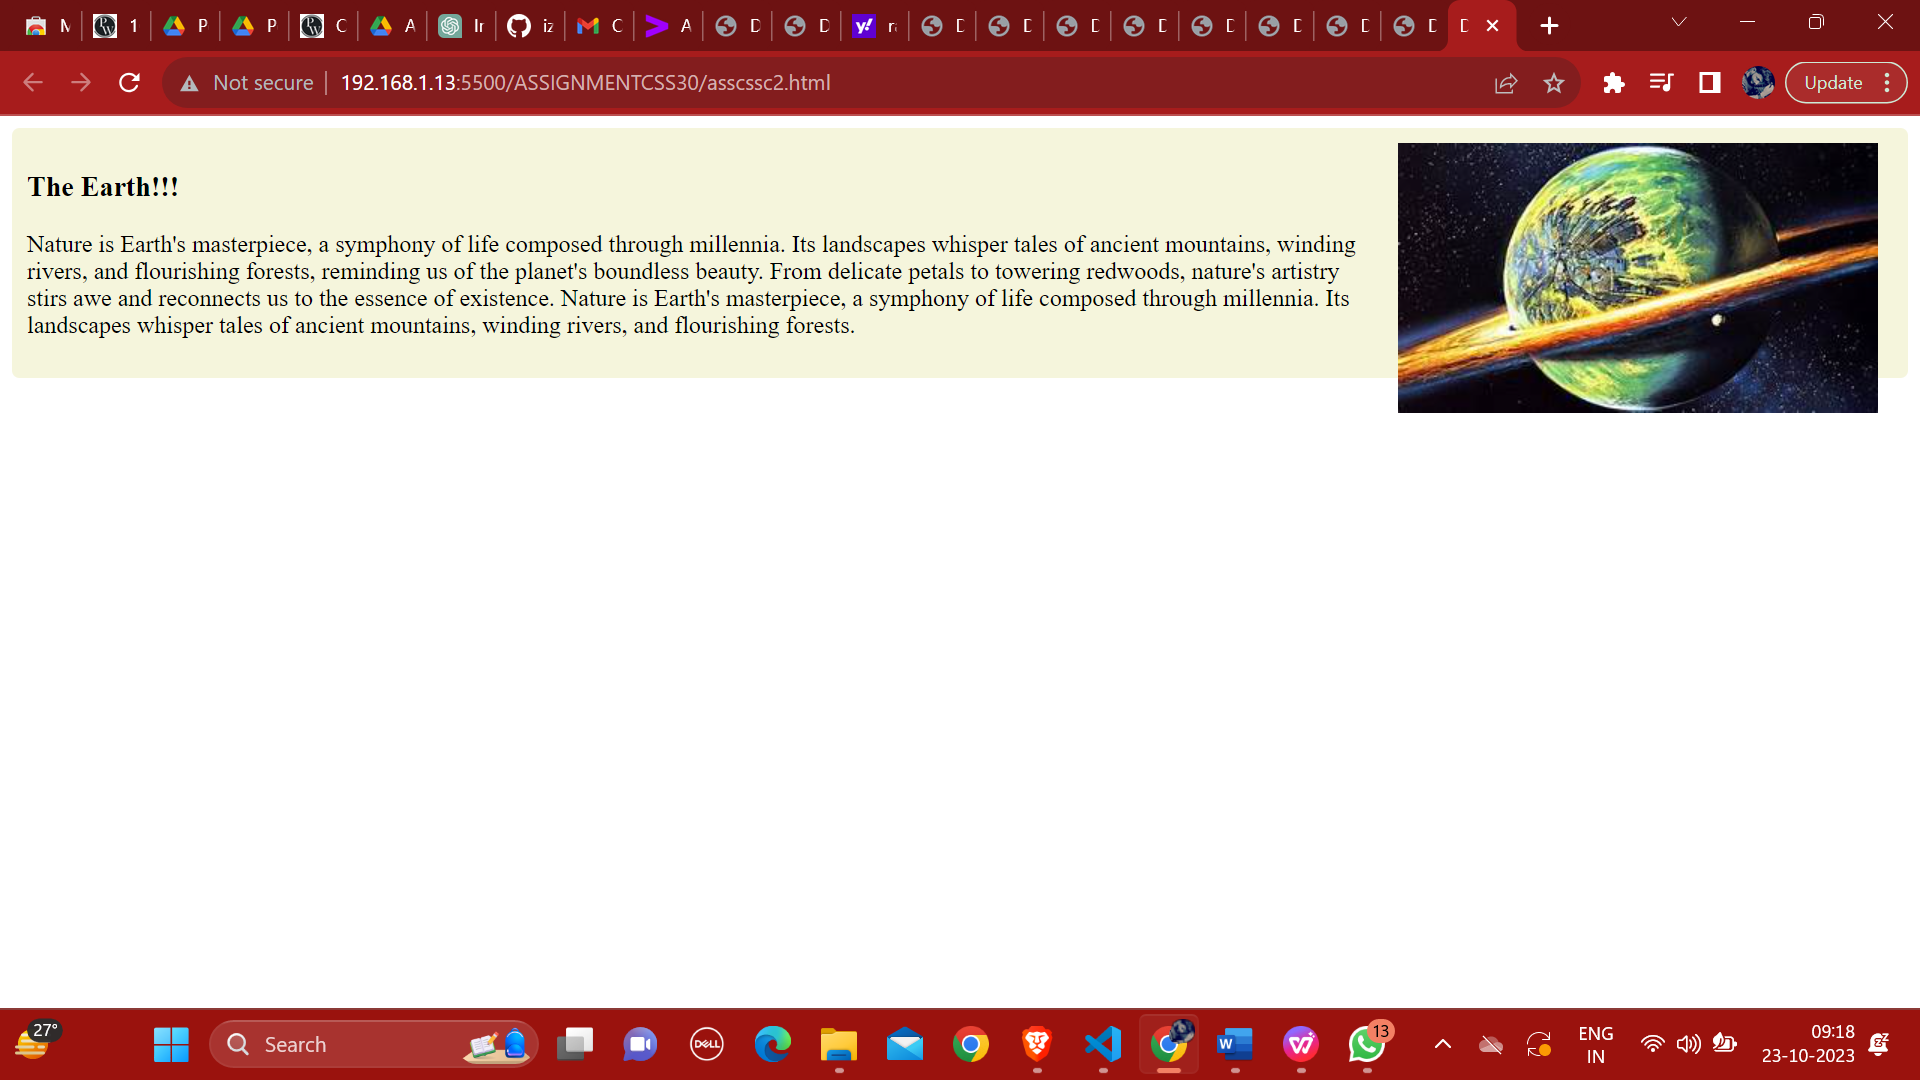 M
1
P
P
C
A
In
iz
C
A
D
D
ra
D
D
D
D
D
D
D
D
D
Not secure
192.168.1.13:5500/ASSIGNMENTCSS30/asscssc2.html
Update
The Earth!!!
Nature is Earth's masterpiece, a symphony of life composed through millennia. Its landscapes whisper tales of ancient mountains, winding
rivers, and flourishing forests, reminding us of the planet's boundless beauty. From delicate petals to towering redwoods, nature's artistry
stirs awe and reconnects us to the essence of existence. Nature is Earth's masterpiece, a symphony of life composed through millennia. Its
landscapes whisper tales of ancient mountains, winding rivers, and flourishing forests.
27°
Search
DELL
W
13
ENG
IN
09:18
23-10-2023